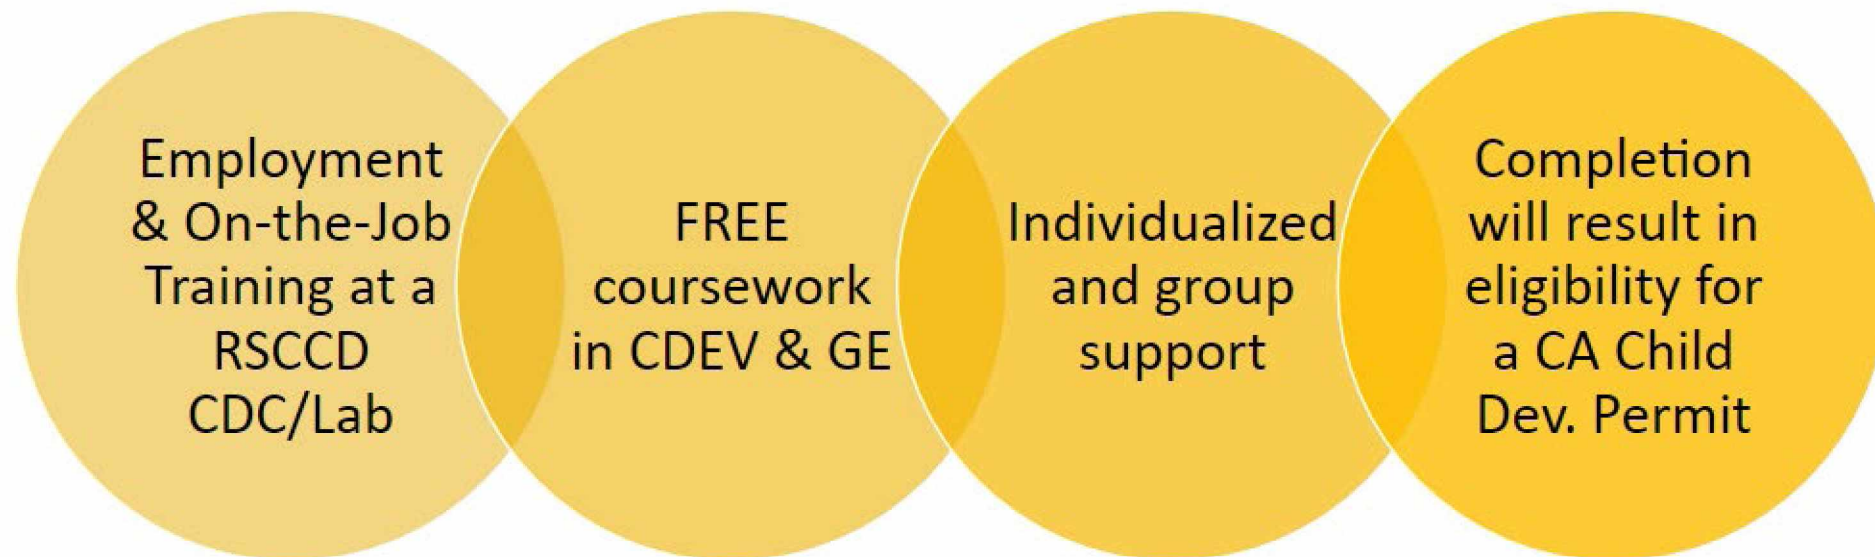 Employment
& On-the-Job
Training at a
RSCCD
CDC/Lab
FREE
coursework
in CDEV & GE
Individualized
and group
support
Completion
will result in
eligibility for
a CA Child
Dev. Permit